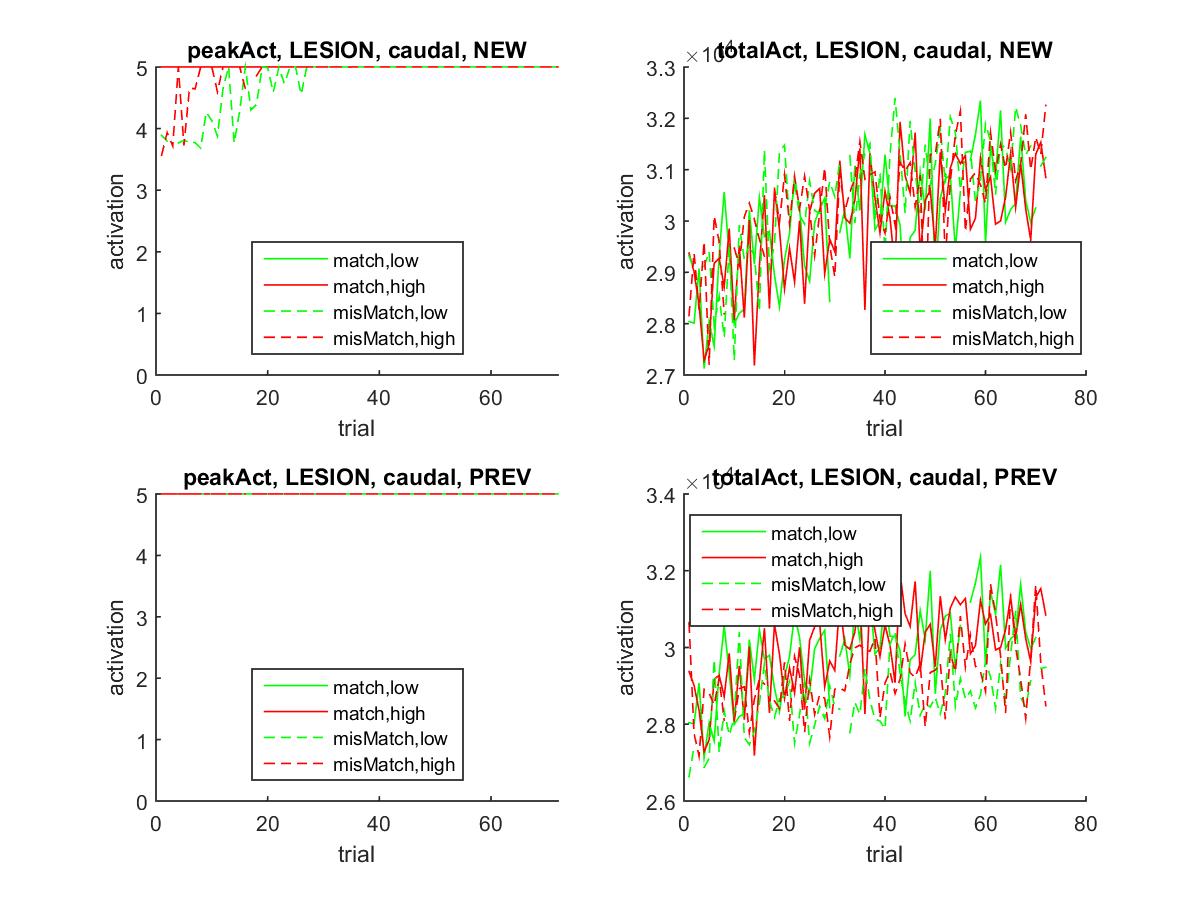 peakAct, LESION, caudal, NEW
5
4
3
2
1
0
activation
match,low
match,high
misMatch,low
misMatch,high
0 20 40 60
trial
totalAct, LESION, caudal, NEW
3.3
3.2
3.1
3
2.9
2.8
2.7
activation
match,low
match,high
misMatch,low
misMatch,high
0 20 40 60 80
trial
peakAct, LESION, caudal, PREV
5
4
3
2
1
0
activation
match,low
match,high
misMatch,low
misMatch,high
0 20 40 60
trial
totalAct, LESION, caudal, PREV
3.4
3.2
3
2.8
2.6
activation
match,low
match,high
misMatch,low
misMatch,high
0 20 40 60 80
trial